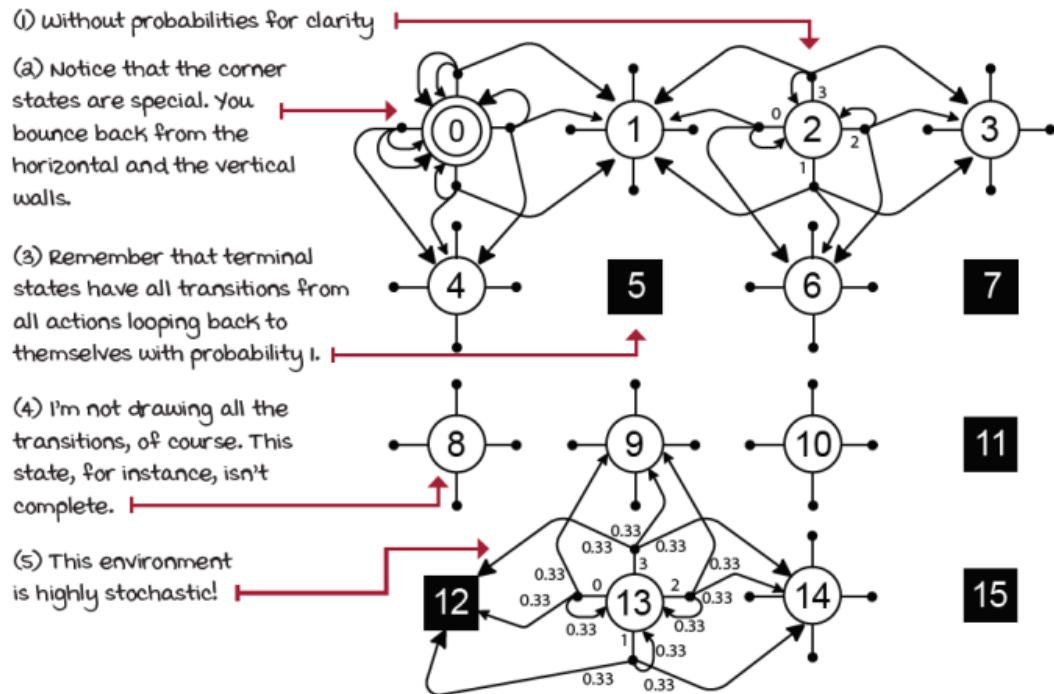 (1) Without probabilities for clarity
(2) Notice that the corner
states are special. You
bounce back from the
horizontal and the vertical
walls.
(3) Remember that terminal
states have all transitions from
all actions looping back to
themselves with probability 1.
(4) I'm not drawing all the
transitions, of course. This
state, for instance, isn't
complete.
(5) This environment
is highly stochastic!
0 1 2 3
3
0
2
1
4 5 6 7
8 9 10 11
0.33
0.33 0.33
0.33 3 0.33
0 2
0.33 0.33
12 13 14 15
0.33 0.33
1
0.33
0.33 0.33